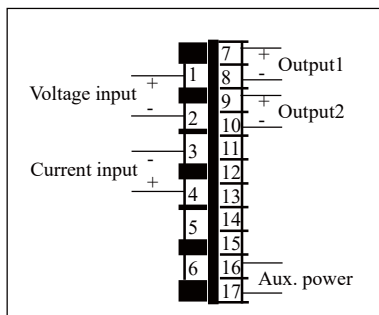 7 + Output1
1 8 -
Voltage input + 9 + Output2
- 2 10 -
3 11
Current input - 12
+ 4 13
5 14
15
6 16
17 Aux. power